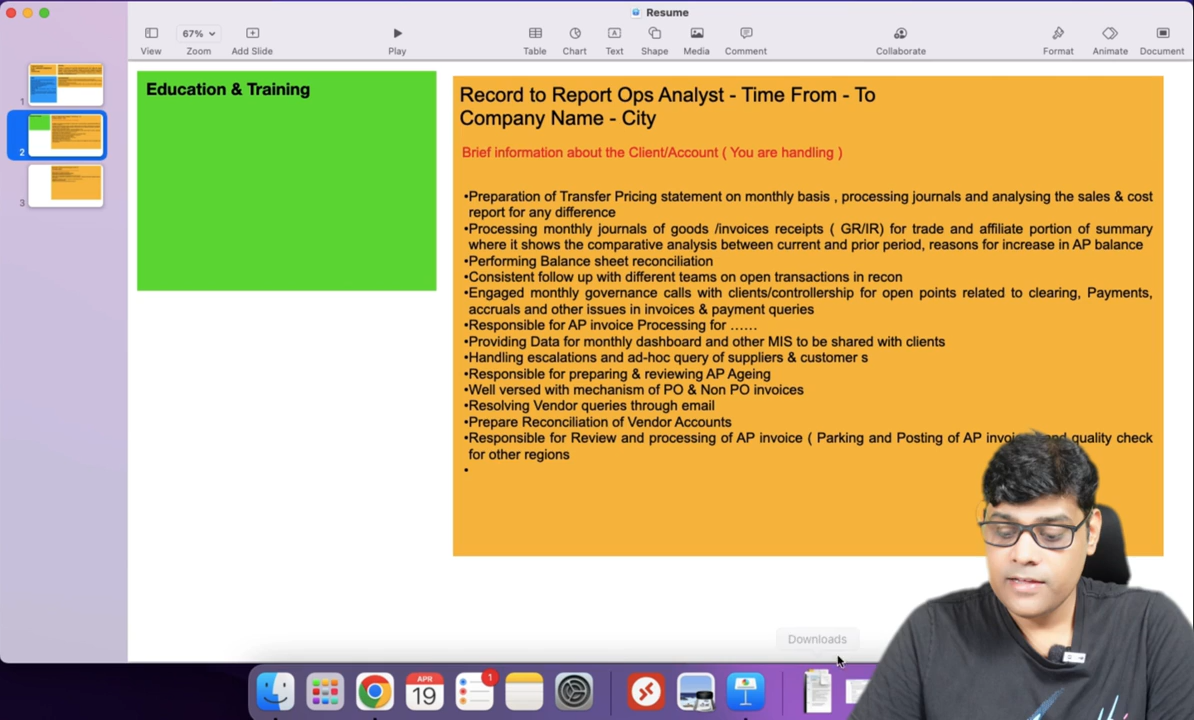 Resume
67%
View
Zoom
Add Slide
Play
Table
Chart
Text
Shape
Media
Comment
Collaborate
Format
Animate
Document
1
2
3
Education & Training
Record to Report Ops Analyst - Time From - To
Company Name - City
Brief information about the Client/Account ( You are handling )
•Preparation of Transfer Pricing statement on monthly basis , processing journals and analysing the sales & cost
report for any difference
•Processing monthly journals of goods /invoices receipts ( GR/IR) for trade and affiliate portion of summary
where it shows the comparative analysis between current and prior period, reasons for increase in AP balance
•Performing Balance sheet reconciliation
•Consistent follow up with different teams on open transactions in recon
•Engaged monthly governance calls with clients/controllership for open points related to clearing, Payments,
accruals and other issues in invoices & payment queries
•Responsible for AP invoice Processing for ......
•Providing Data for monthly dashboard and other MIS to be shared with clients
•Handling escalations and ad-hoc query of suppliers & customer s
•Responsible for preparing & reviewing AP Ageing
•Well versed with mechanism of PO & Non PO invoices
•Resolving Vendor queries through email
•Prepare Reconciliation of Vendor Accounts
•Responsible for Review and processing of AP invoice ( Parking and Posting of AP quality check
for other regions
•
Downloads
APR
19
1